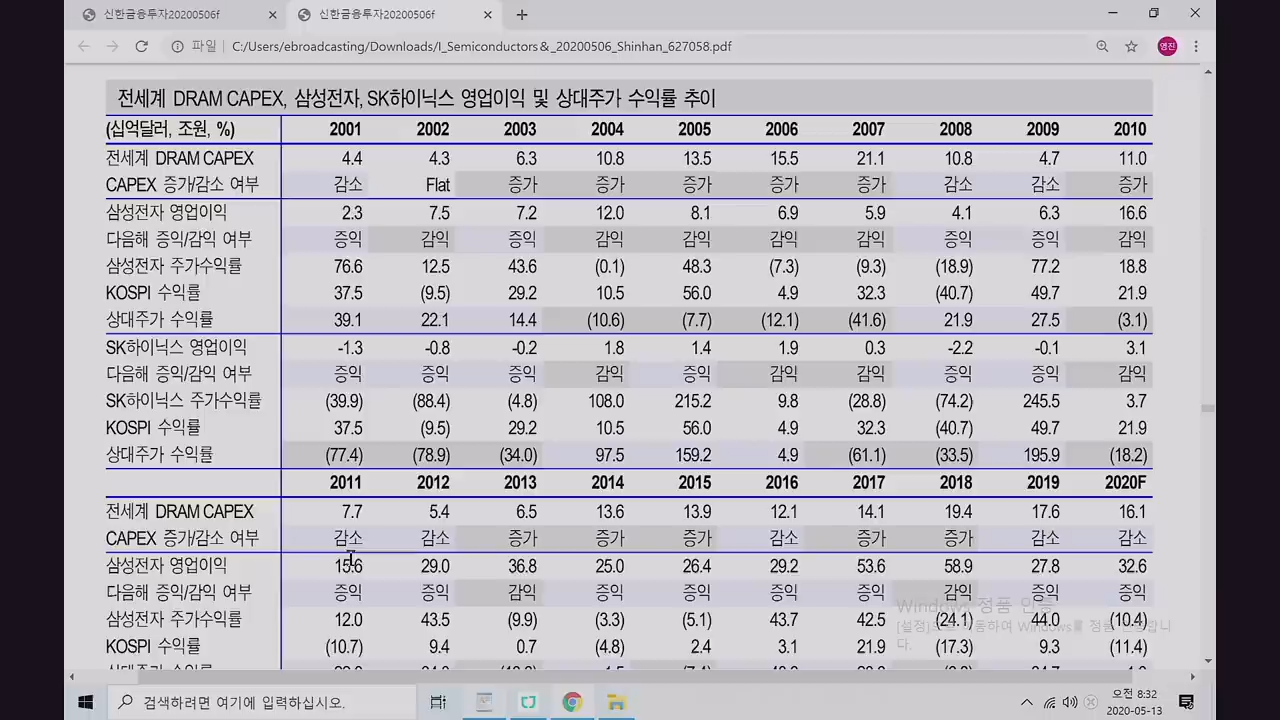 신한금융투자20200506f
신한금융투자20200506f
파일 C:/Users/ebroadcasting/Downloads/I_Semiconductors&_20200506_Shinhan_627058.pdf
영진
전세계 DRAM CAPEX, 삼성전자, SK하이닉스 영업이익 및 상대주가 수익률 추이
(십억달러, 조원, %) 2001 2002 2003 2004 2005 2006 2007 2008 2009 2010
전세계 DRAM CAPEX 4.4 4.3 6.3 10.8 13.5 15.5 21.1 10.8 4.7 11.0
CAPEX 증가/감소 여부 감소 Flat 증가 증가 증가 증가 증가 감소 감소 증가
삼성전자 영업이익 2.3 7.5 7.2 12.0 8.1 6.9 5.9 4.1 6.3 16.6
다음해 증익/감익 여부 증익 감익 증익 감익 감익 감익 감익 증익 증익 감익
삼성전자 주가수익률 76.6 12.5 43.6 (0.1) 48.3 (7.3) (9.3) (18.9) 77.2 18.8
KOSPI 수익률 37.5 (9.5) 29.2 10.5 56.0 4.9 32.3 (40.7) 49.7 21.9
상대주가 수익률 39.1 22.1 14.4 (10.6) (7.7) (12.1) (41.6) 21.9 27.5 (3.1)
SK하이닉스 영업이익 -1.3 -0.8 -0.2 1.8 1.4 1.9 0.3 -2.2 -0.1 3.1
다음해 증익/감익 여부 증익 증익 증익 감익 증익 감익 감익 증익 증익 감익
SK하이닉스 주가수익률 (39.9) (88.4) (4.8) 108.0 215.2 9.8 (28.8) (74.2) 245.5 3.7
KOSPI 수익률 37.5 (9.5) 29.2 10.5 56.0 4.9 32.3 (40.7) 49.7 21.9
상대주가 수익률 (77.4) (78.9) (34.0) 97.5 159.2 4.9 (61.1) (33.5) 195.9 (18.2)
2011 2012 2013 2014 2015 2016 2017 2018 2019 2020F
전세계 DRAM CAPEX 7.7 5.4 6.5 13.6 13.9 12.1 14.1 19.4 17.6 16.1
CAPEX 증가/감소 여부 감소 감소 증가 증가 증가 감소 증가 증가 감소 감소
삼성전자 영업이익 15.6 29.0 36.8 25.0 26.4 29.2 53.6 58.9 27.8 32.6
다음해 증익/감익 여부 증익 증익 감익 증익 증익 증익 증익 감익 증익 증익
삼성전자 주가수익률 12.0 43.5 (9.9) (3.3) (5.1) 43.7 42.5 (24.1) 44.0 (10.4)
KOSPI 수익률 (10.7) 9.4 0.7 (4.8) 2.4 3.1 21.9 (17.3) 9.3 (11.4)
Windows 정품 인증
검색하려면 여기에 입력하십시오.
오전 8:32
2020-05-13